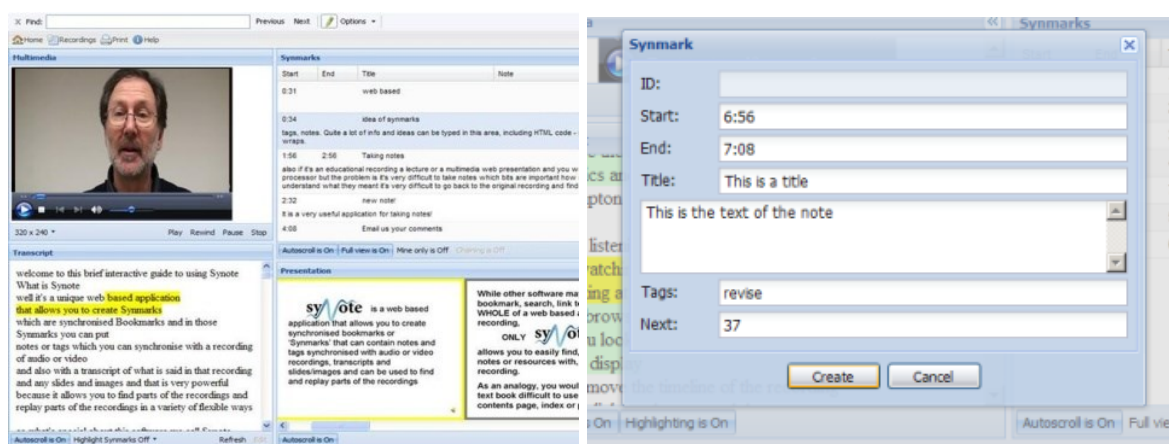 Find:
Previous Next Options
Home Recordings Print Help
Multimedia
320 x 240
Play Rewind Pause Stop
Transcript
welcome to this brief interactive guide to using Synote
What is Synote
well it's a unique web based application
that allows you to create Synmarks
which are synchronised Bookmarks and in those
Synmarks you can put
notes or tags which you can synchronise with a recording
of audio or video
and also with a transcript of what is said in that recording
and any slides and images and that is very powerful
because it allows you to find parts of the recordings and
replay parts of the recordings in a variety of flexible ways
Autoscroll is On Highlight Synmarks Off Refresh Edit
Synmarks
Start End Title Note
0:31 web based
0:34 idea of synmarks
tags, notes. Quite a lot of info and ideas can be typed in this area, including HTML code -
wraps.
1:56 2:56 Taking notes
also if it's an educational recording a lecture or a multimedia web presentation and you w
processor but the problem is it's very difficult to take notes which bits are important how
understand what they meant it's very difficult to go back to the original recording and find
2:32 new note!
it is a very useful application for taking notes!
4:08 Email us your comments
Autoscroll is On Full view is On Mine only is Off Chaining is Off
Presentation
syNote is a web based
application that allows you to create
synchronised bookmarks or
'Synmarks' that can contain notes and
tags synchronised with audio or video
recordings, transcripts and
slides/images and can be used to find
and replay parts of the recordings
While other software ma
bookmark, search, link t
WHOLE of a web based
recording,
ONLY syNot
allows you to easily find,
notes or resources with,
recording.
As an analogy, you woul
text book difficult to use
contents page, index or
Autoscroll is On
Synmarks
Synmark
ID:
Start: 6:56
End: 7:08
Title: This is a title
This is the text of the note
Tags: revise
Next: 37
Create Cancel
move the timeline of the
On Highlighting is On
Autoscroll is On Full vie